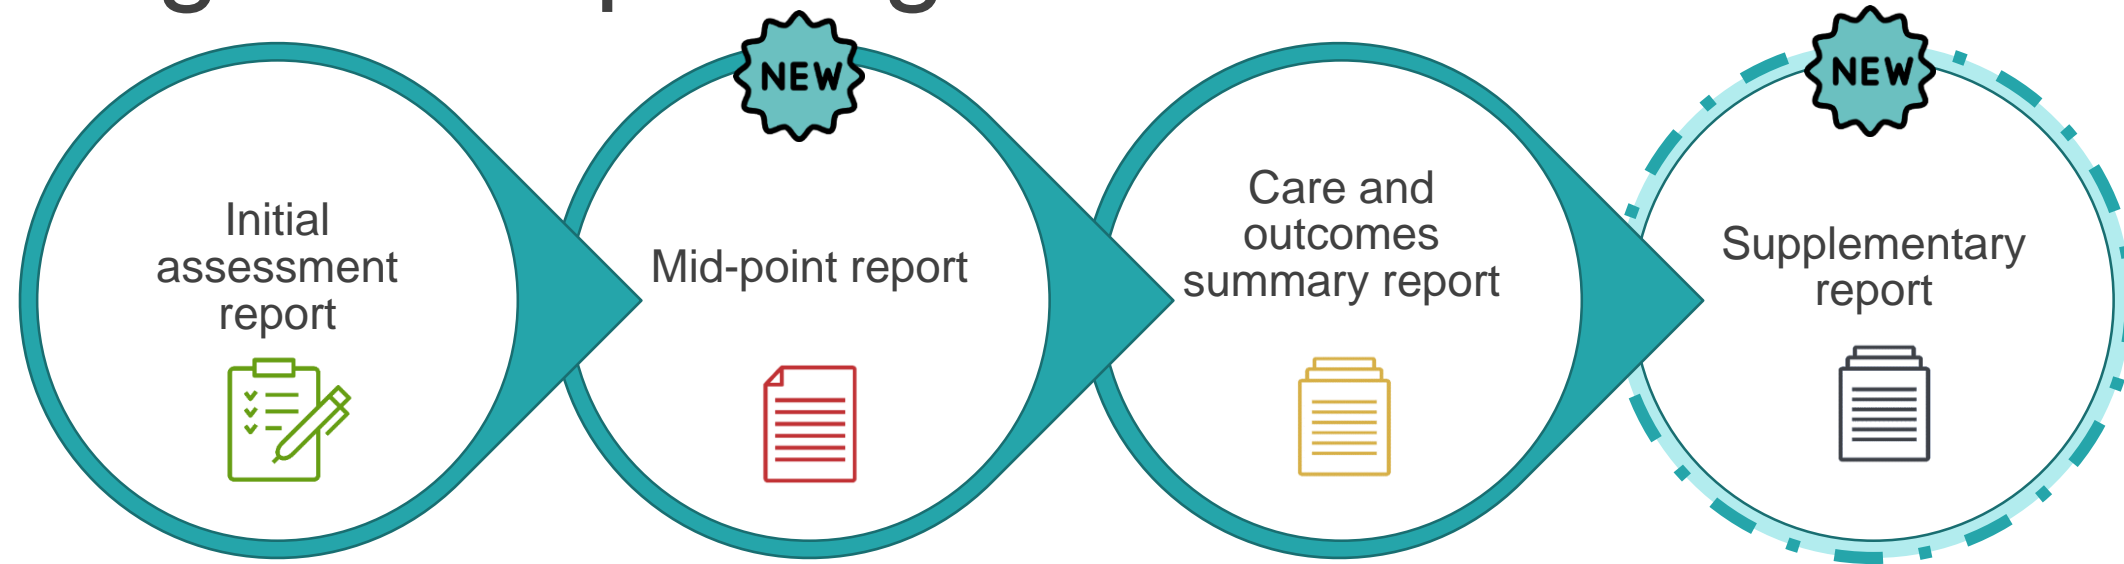 NEW
NEW
Initial
assessment
report
Mid-point report
Care and
outcomes
summary report
Supplementary
report